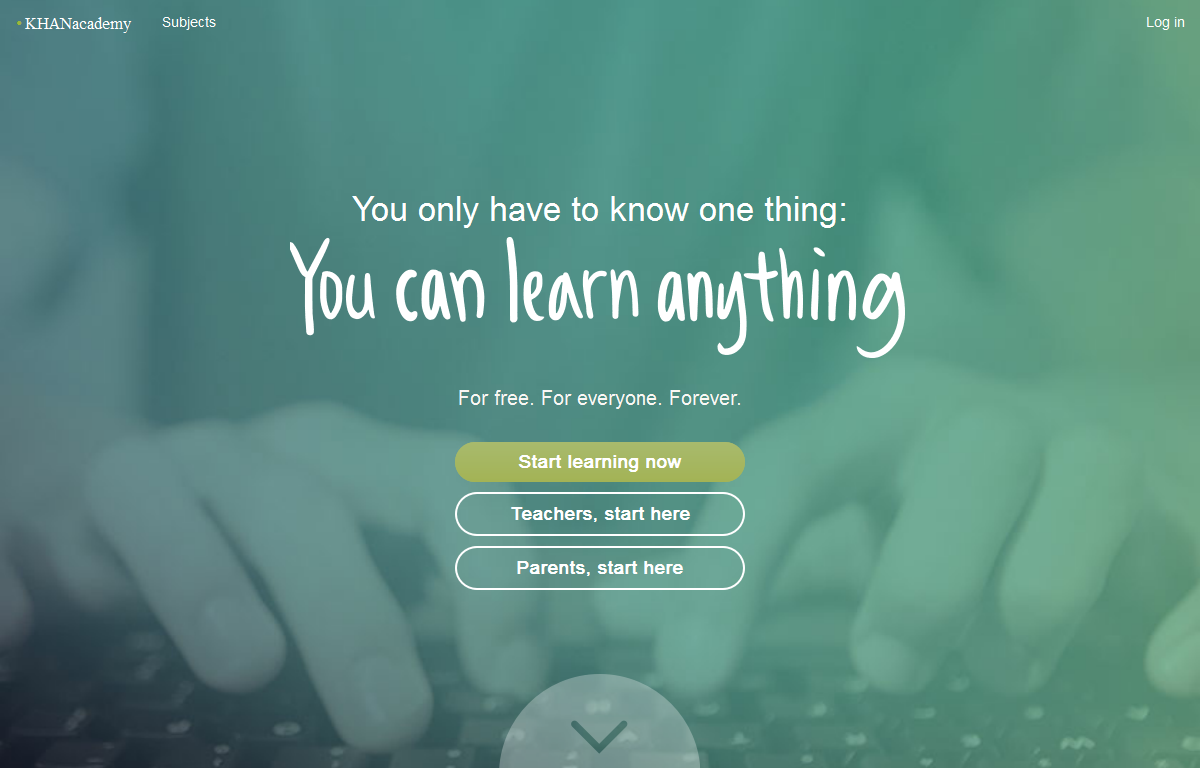 KHANacademy Subjects Log in
You only have to know one thing:
You can learn anything
For free. For everyone. Forever.
Start learning now
Teachers, start here
Parents, start here